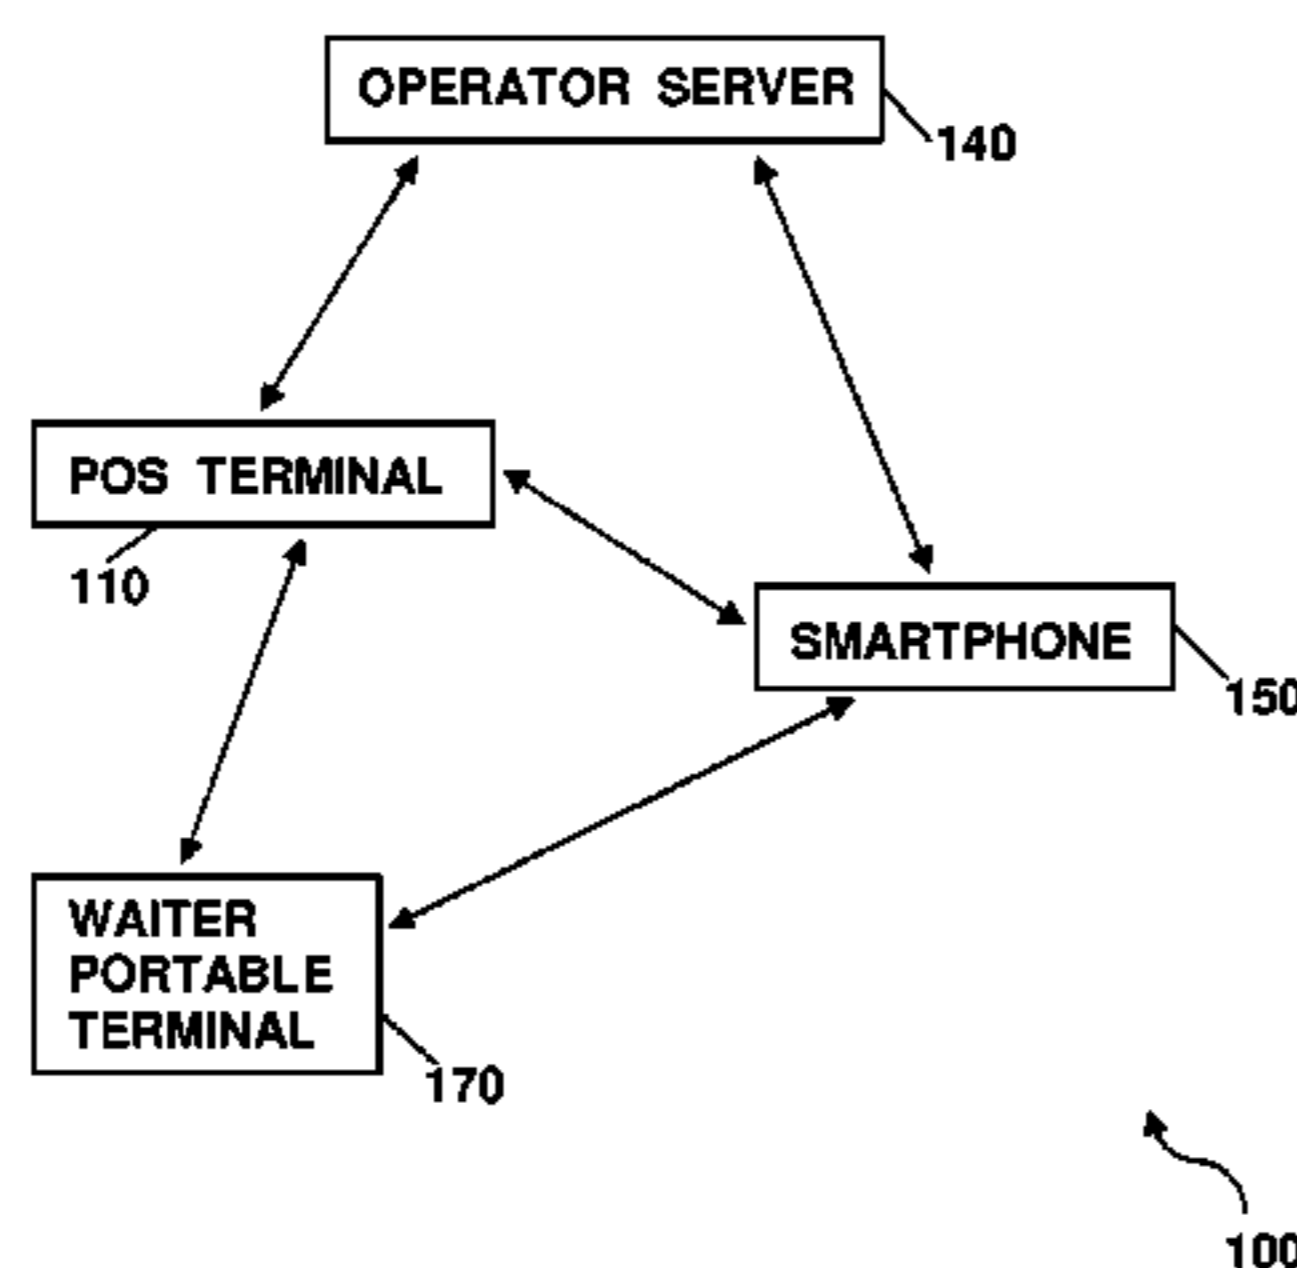 OPERATOR SERVER
140
POS TERMINAL
110
SMARTPHONE
150
WAITER
PORTABLE
TERMINAL
170
100